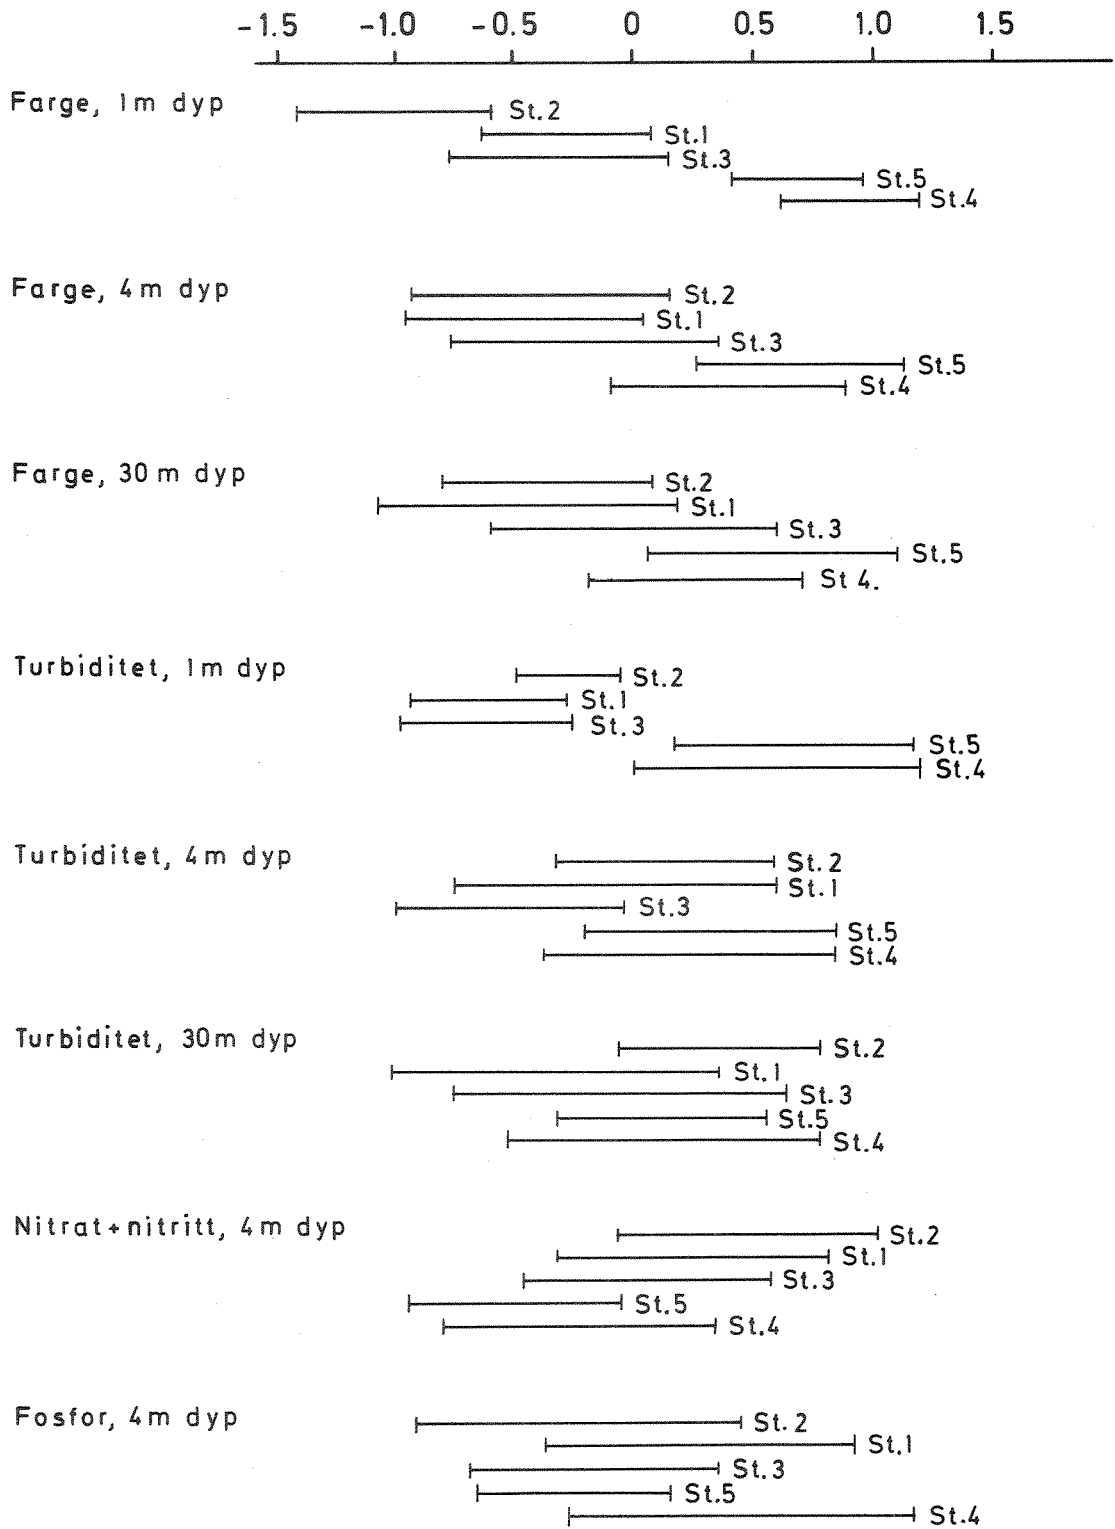 -1.5 -1.0 -0.5 0 0.5 1.0 1.5
Farge, 1m dyp
St.2
St.1
St.3
St.5
St.4
Farge, 4m dyp
St.2
St.1
St.3
St.5
St.4
Farge, 30m dyp
St.2
St.1
St.3
St.5
St 4.
Turbiditet, 1m dyp
St.2
St.1
St.3
St.5
St.4
Turbiditet, 4m dyp
St.2
St.1
St.3
St.5
St.4
Turbiditet, 30m dyp
St.2
St.1
St.3
St.5
St.4
Nitrat+nitritt, 4m dyp
St.2
St.1
St.3
St.5
St.4
Fosfor, 4m dyp
St.2
St.1
St.3
St.5
St.4